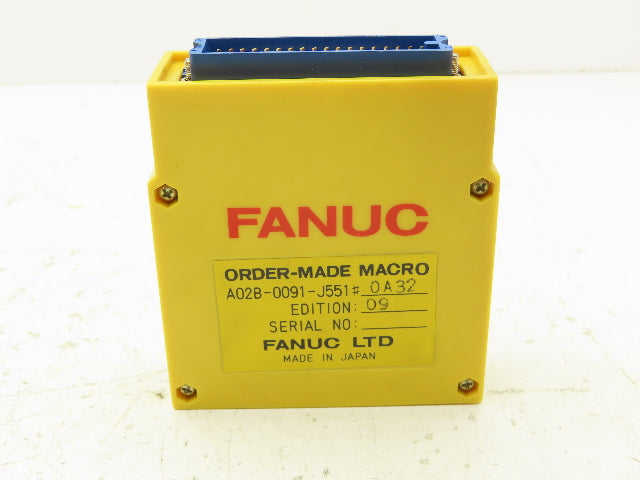 FANUC
ORDER-MADE MACRO
A02B-0091-J551# 0A32
EDITION: 09
SERIAL NO:
FANUC LTD
MADE IN JAPAN